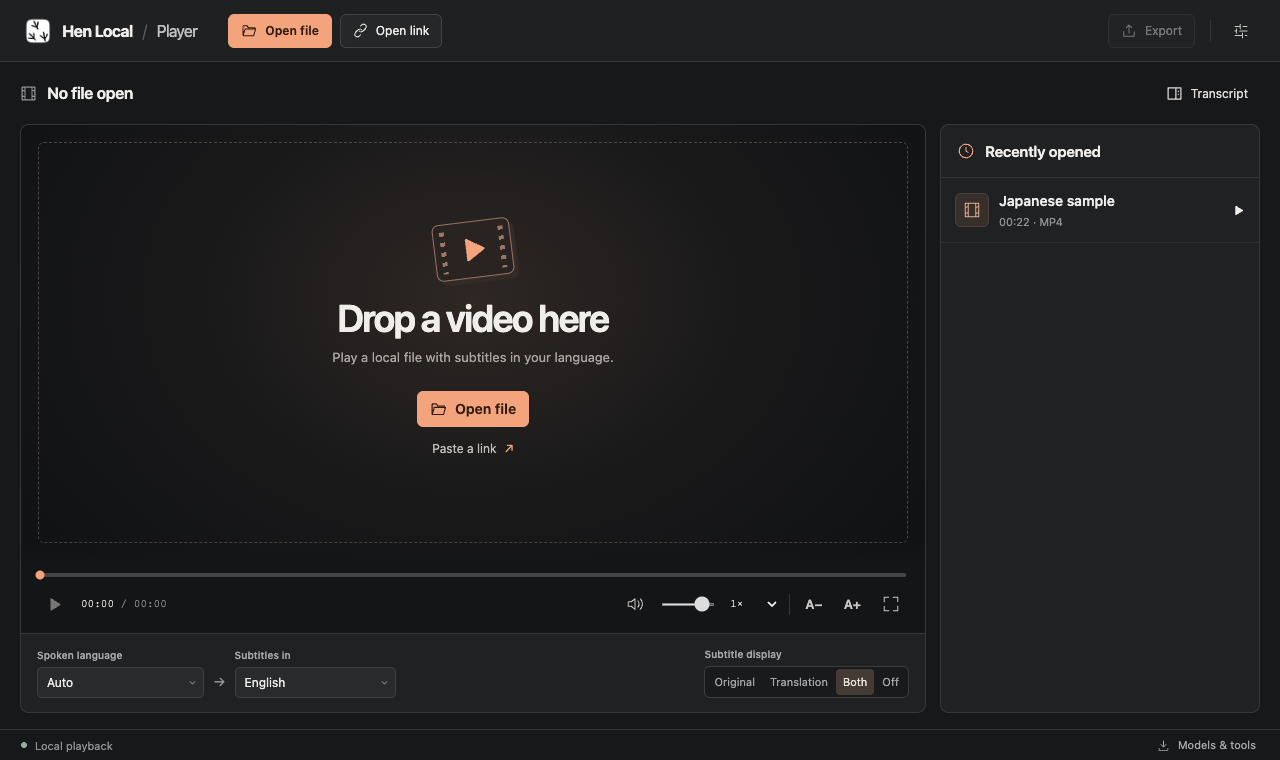 Hen Local / Player
Open file
Open link
Export
No file open
Transcript
Drop a video here
Play a local file with subtitles in your language.
Open file
Paste a link
Recently opened
Japanese sample
00:22 · MP4
00:00 / 00:00
1×
A−
A+
Spoken language
Auto
Subtitles in
English
Subtitle display
Original
Translation
Both
Off
Local playback
Models & tools